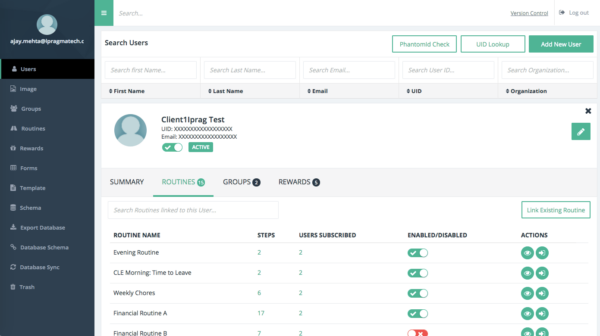 ajay.mehta@ipragmatech.c
Users
Image
Groups
Routines
Rewards
Forms
Template
Schema
Export Database
Database Schema
Database Sync
Trash
Search...
Version Control
Log out
Search Users
Phantomid Check
UID Lookup
Add New User
Search First Name...
Search Last Name...
Search Email...
Search User ID...
Search Organization...
First Name
Last Name
Email
UID
Organization
Client1Iprag Test
UID: XXXXXXXXXXXXXXXXXX
Email: XXXXXXXXXXXXXXXXXX
ACTIVE
SUMMARY
ROUTINES 15
GROUPS 2
REWARDS 5
Search Routines linked to this User...
Link Existing Routine
ROUTINE NAME STEPS USERS SUBSCRIBED ENABLED/DISABLED ACTIONS
Evening Routine 2 2
CLE Morning: Time to Leave 2 2
Weekly Chores 6 2
Financial Routine A 17 2
Financial Routine B 7 2